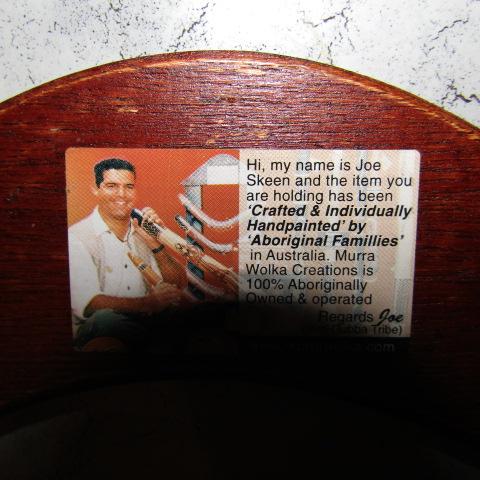 Hi, my name is Joe
Skeen and the item you
are holding has been
'Crafted & Individually
Handpainted' by
'Aboriginal Famillies'
in Australia. Murra
Wolka Creations is
100% Aboriginally
Owned & operated
Regards Joe
Tribe)